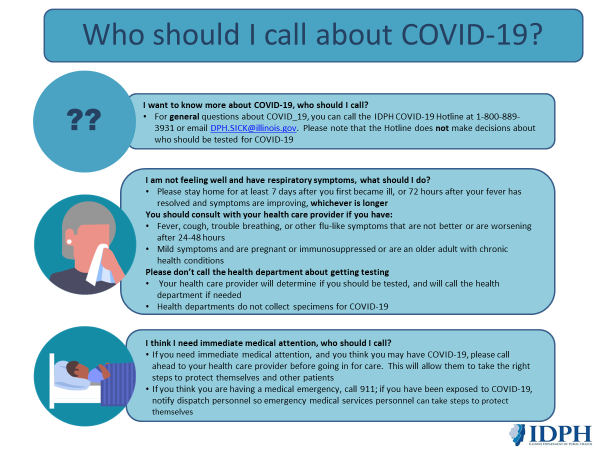 Who should I call about COVID-19?
??
I want to know more about COVID-19, who should I call?
• For general questions about COVID_19, you can call the IDPH COVID-19 Hotline at 1-800-889-
3931 or email DPH.SICK@illinois.gov. Please note that the Hotline does not make decisions about
who should be tested for COVID-19
I am not feeling well and have respiratory symptoms, what should I do?
• Please stay home for at least 7 days after you first became ill, or 72 hours after your fever has
resolved and symptoms are improving, whichever is longer
You should consult with your health care provider if you have:
• Fever, cough, trouble breathing, or other flu-like symptoms that are not better or are worsening
after 24-48 hours
• Mild symptoms and are pregnant or immunosuppressed or are an older adult with chronic
health conditions
Please don't call the health department about getting testing
• Your health care provider will determine if you should be tested, and will call the health
department if needed
• Health departments do not collect specimens for COVID-19
I think I need immediate medical attention, who should I call?
• If you need immediate medical attention, and you think you may have COVID-19, please call
ahead to your health care provider before going in for care. This will allow them to take the right
steps to protect themselves and other patients
• If you think you are having a medical emergency, call 911; if you have been exposed to COVID-19,
notify dispatch personnel so emergency medical services personnel can take steps to protect
themselves
IDPH
ILLINOIS DEPARTMENT OF PUBLIC HEALTH